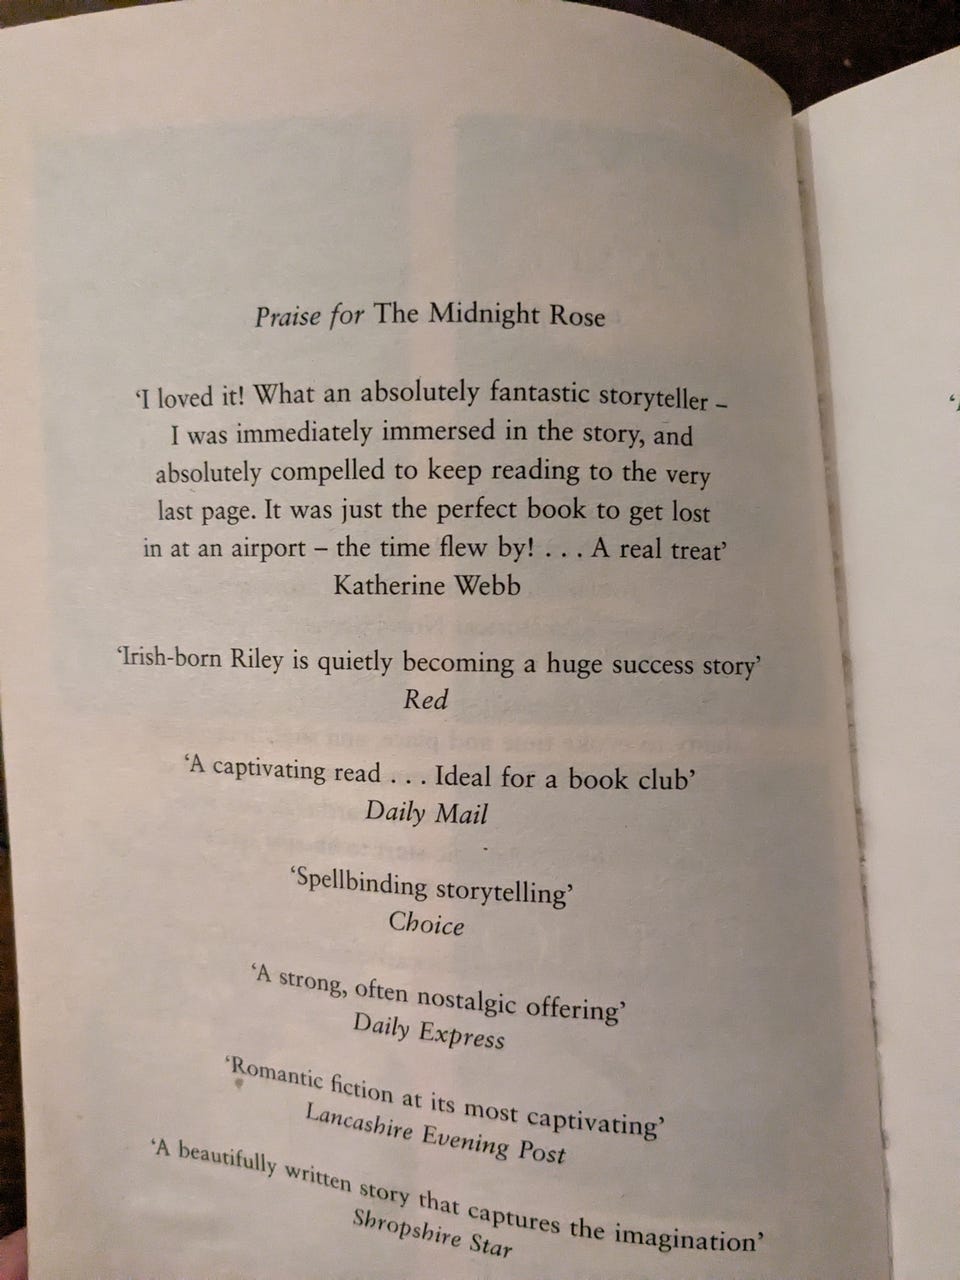 Praise for The Midnight Rose
‘I loved it! What an absolutely fantastic storyteller –
I was immediately immersed in the story, and
absolutely compelled to keep reading to the very
last page. It was just the perfect book to get lost
in at an airport – the time flew by! . . . A real treat’
Katherine Webb
‘Irish-born Riley is quietly becoming a huge success story’
Red
‘A captivating read . . . Ideal for a book club’
Daily Mail
‘Spellbinding storytelling’
Choice
‘A strong, often nostalgic offering’
Daily Express
‘Romantic fiction at its most captivating’
Lancashire Evening Post
‘A beautifully written story that captures the imagination’
Shropshire Star